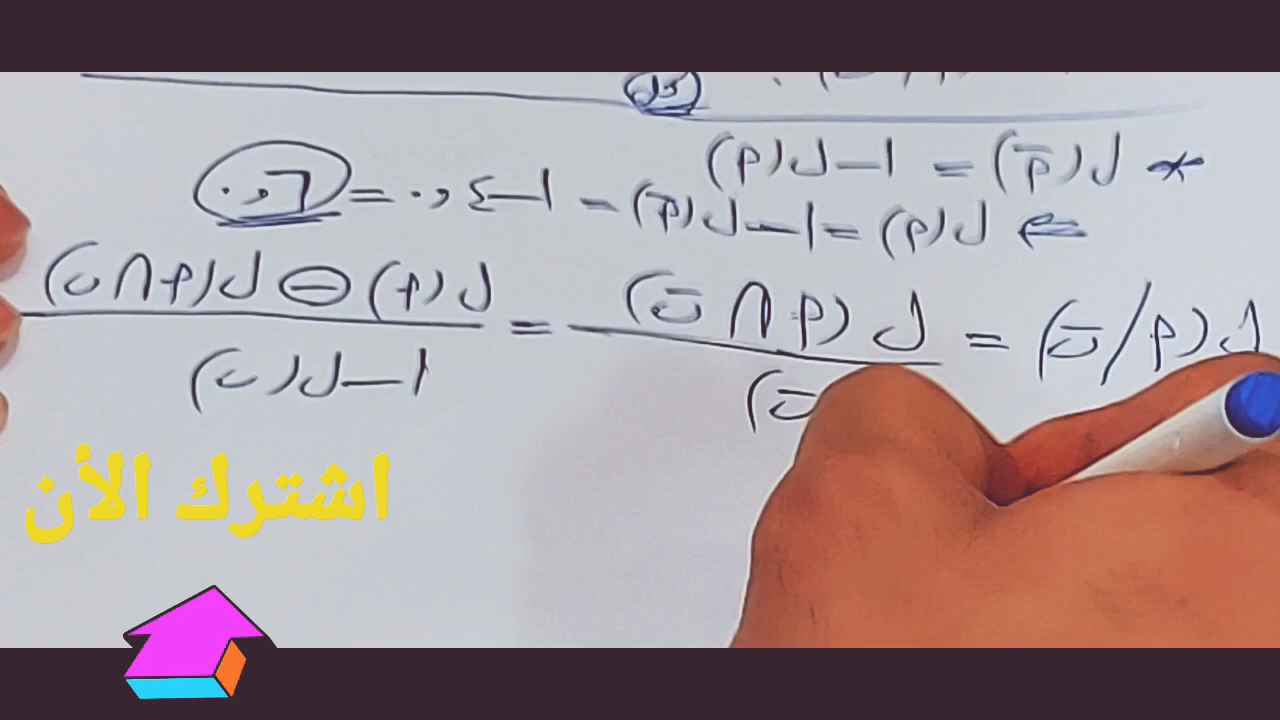 * ل(م̄) = ١ − ل(م)
⇐ ل(م) = ١ − ل(م̄) = ١ − ٠,٤ = ٠,٦
ل(م/ب̄) = ل(م ∩ ب̄) / (ب̄) = ل(م) − ل(م ∩ ب) / ١ − ل(ب)
اشترك الأن